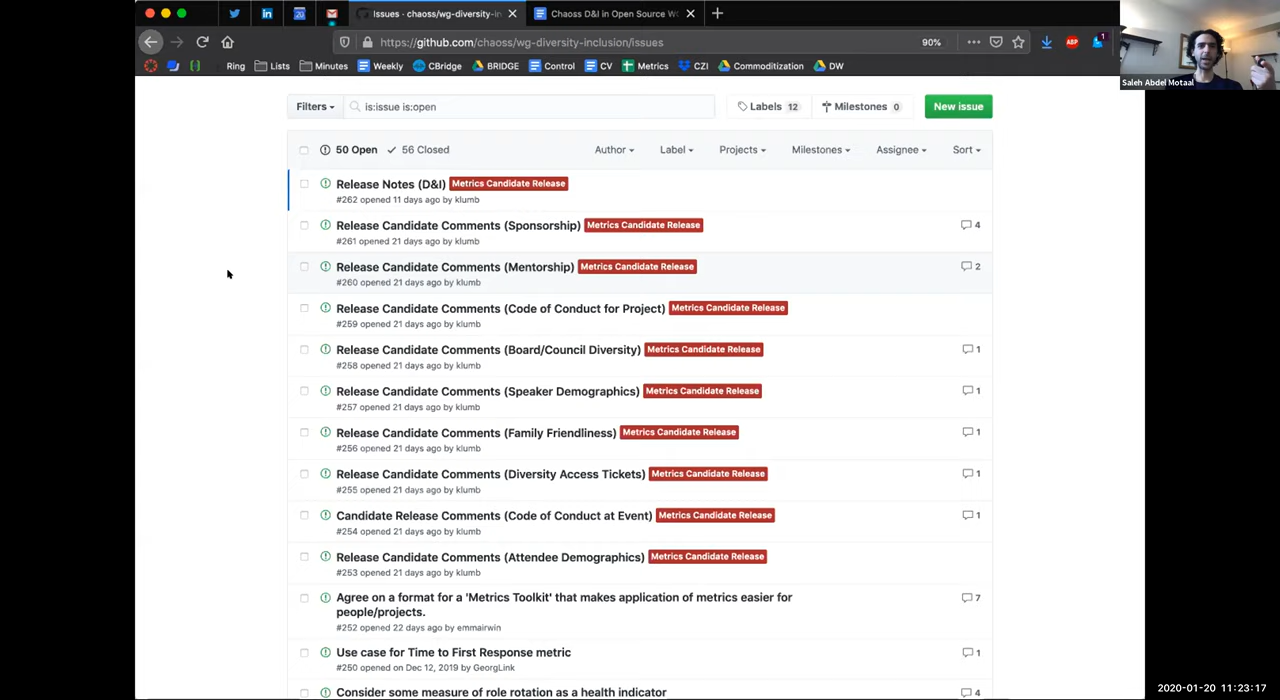 Issues · chaoss/wg-diversity-in
Chaoss D&I in Open Source W
https://github.com/chaoss/wg-diversity-inclusion/issues
90%
ABP
1
Ring
Lists
Minutes
Weekly
CBridge
BRIDGE
Control
CV
Metrics
CZI
Commoditization
DW
Saleh Abdel Motaal
Filters
is:issue is:open
Labels 12
Milestones 0
New issue
50 Open
56 Closed
Author
Label
Projects
Milestones
Assignee
Sort
Release Notes (D&I) Metrics Candidate Release
#262 opened 11 days ago by klumb
Release Candidate Comments (Sponsorship) Metrics Candidate Release
4
#261 opened 21 days ago by klumb
Release Candidate Comments (Mentorship) Metrics Candidate Release
2
#260 opened 21 days ago by klumb
Release Candidate Comments (Code of Conduct for Project) Metrics Candidate Release
#259 opened 21 days ago by klumb
Release Candidate Comments (Board/Council Diversity) Metrics Candidate Release
1
#258 opened 21 days ago by klumb
Release Candidate Comments (Speaker Demographics) Metrics Candidate Release
1
#257 opened 21 days ago by klumb
Release Candidate Comments (Family Friendliness) Metrics Candidate Release
1
#256 opened 21 days ago by klumb
Release Candidate Comments (Diversity Access Tickets) Metrics Candidate Release
1
#255 opened 21 days ago by klumb
Candidate Release Comments (Code of Conduct at Event) Metrics Candidate Release
1
#254 opened 21 days ago by klumb
Release Candidate Comments (Attendee Demographics) Metrics Candidate Release
#253 opened 21 days ago by klumb
Agree on a format for a 'Metrics Toolkit' that makes application of metrics easier for
people/projects.
7
#252 opened 22 days ago by emmairwin
Use case for Time to First Response metric
1
#250 opened on Dec 12, 2019 by GeorgLink
Consider some measure of role rotation as a health indicator
4
2020-01-20 11:23:17